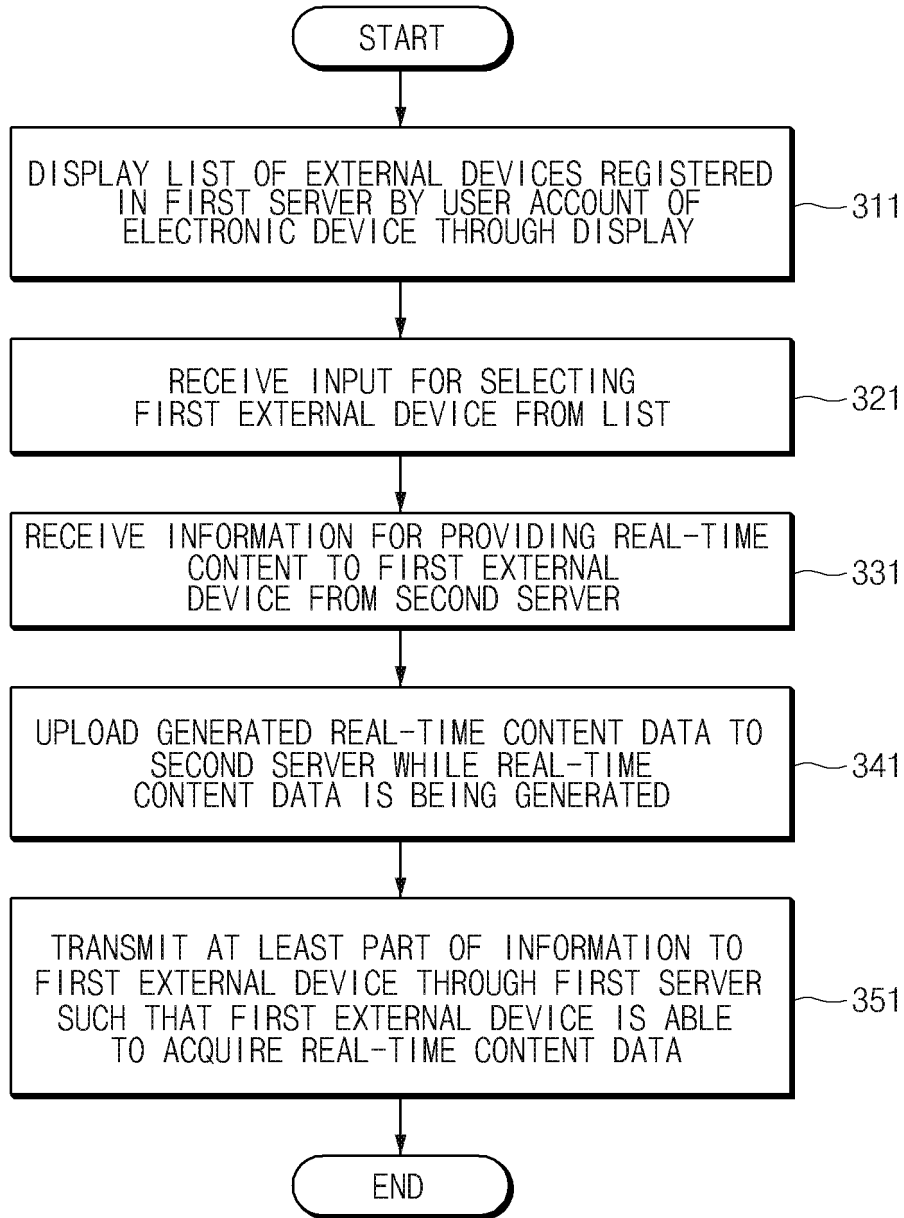 START
DISPLAY LIST OF EXTERNAL DEVICES REGISTERED
IN FIRST SERVER BY USER ACCOUNT OF
ELECTRONIC DEVICE THROUGH DISPLAY
311
RECEIVE INPUT FOR SELECTING
FIRST EXTERNAL DEVICE FROM LIST
321
RECEIVE INFORMATION FOR PROVIDING REAL-TIME
CONTENT TO FIRST EXTERNAL
DEVICE FROM SECOND SERVER
331
UPLOAD GENERATED REAL-TIME CONTENT DATA TO
SECOND SERVER WHILE REAL-TIME
CONTENT DATA IS BEING GENERATED
341
TRANSMIT AT LEAST PART OF INFORMATION TO
FIRST EXTERNAL DEVICE THROUGH FIRST SERVER
SUCH THAT FIRST EXTERNAL DEVICE IS ABLE
TO ACQUIRE REAL-TIME CONTENT DATA
351
END